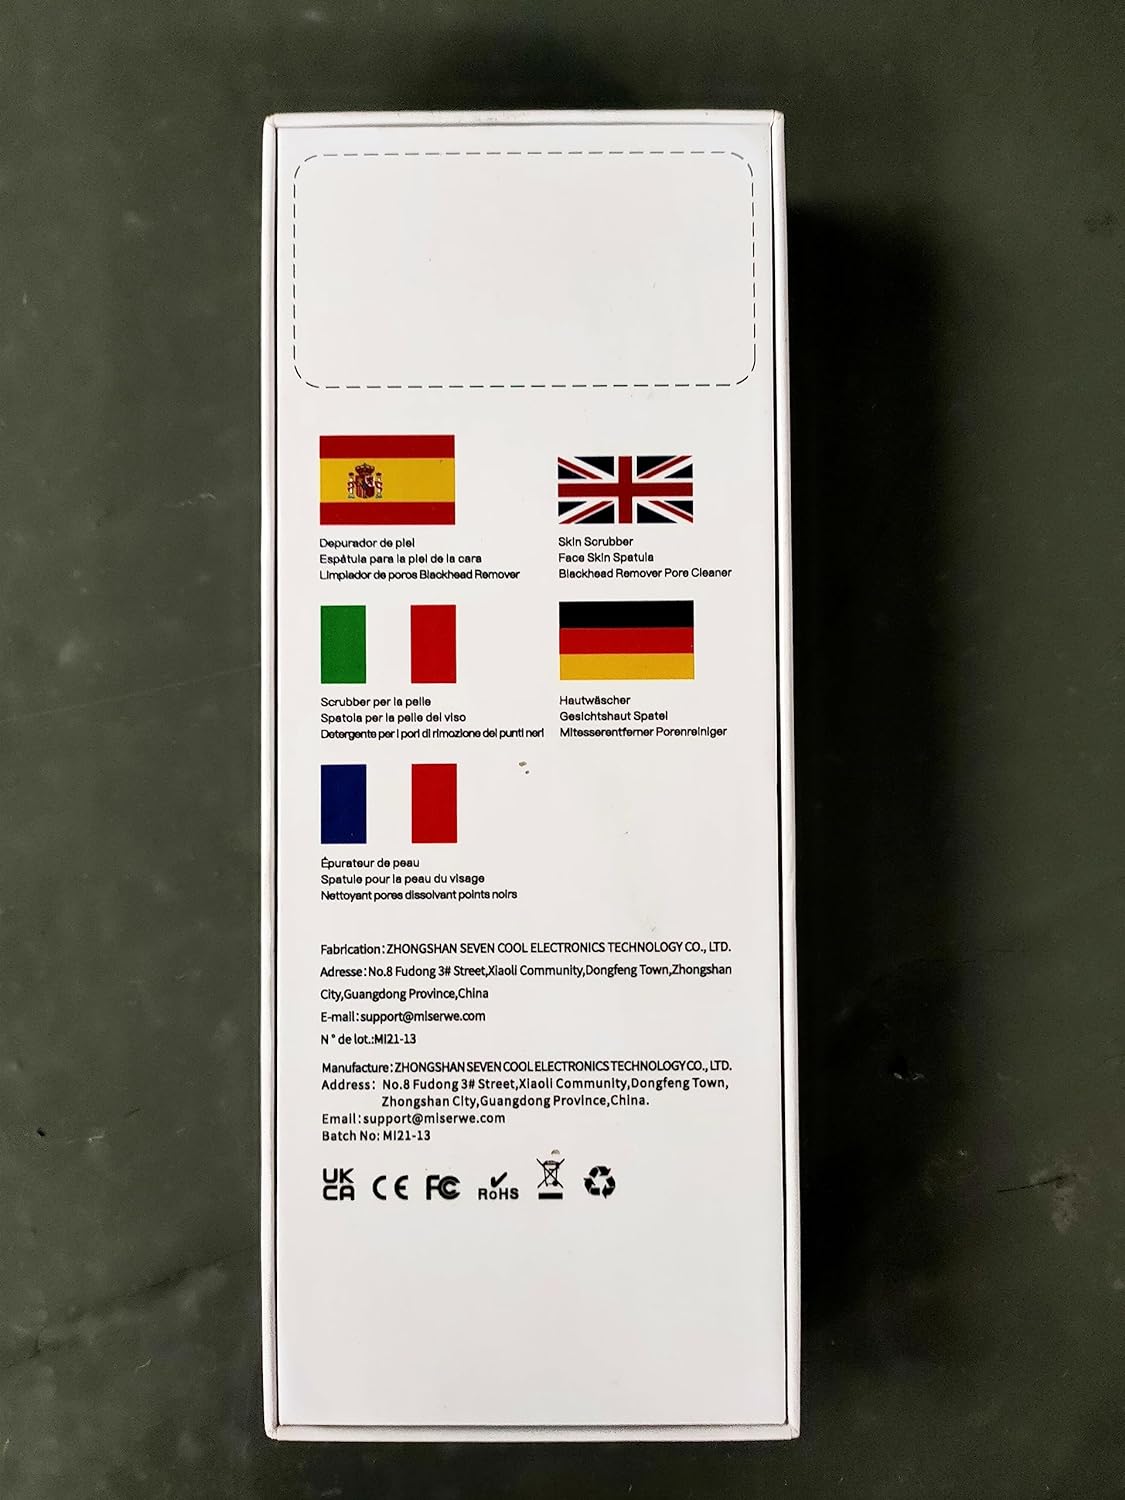 Depurador de piel
Espátula para la piel de la cara
Limpiador de poros Blackhead Remover
Skin Scrubber
Face Skin Spatula
Blackhead Remover Pore Cleaner
Scrubber per la pelle
Spatola per la pelle del viso
Detergente per i pori di rimozione dei punti neri
Hautwäscher
Gesichtshaut Spatel
Mitesserentferner Porenreiniger
Épurateur de peau
Spatule pour la peau du visage
Nettoyant pores dissolvant points noirs
Fabrication:ZHONGSHAN SEVEN COOL ELECTRONICS TECHNOLOGY CO., LTD.
Adresse:No.8 Fudong 3# Street,Xiaoli Community,Dongfeng Town,Zhongshan
City,Guangdong Province,China
E-mail:support@miserwe.com
N° de lot.:MI21-13
Manufacture:ZHONGSHAN SEVEN COOL ELECTRONICS TECHNOLOGY CO., LTD.
Address: No.8 Fudong 3# Street,Xiaoli Community,Dongfeng Town,
Zhongshan City,Guangdong Province,China.
Email:support@miserwe.com
Batch No: MI21-13
UK
CA CE FC RoHS